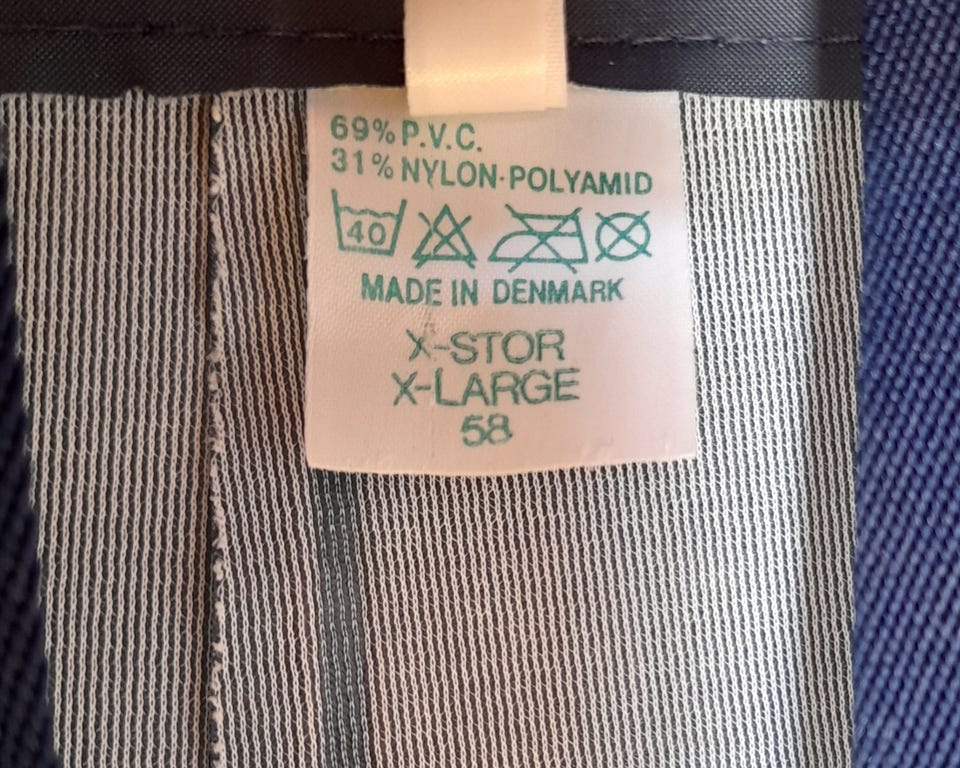 69% P.V.C.
31% NYLON·POLYAMID
40
MADE IN DENMARK
X-STOR
X-LARGE
58